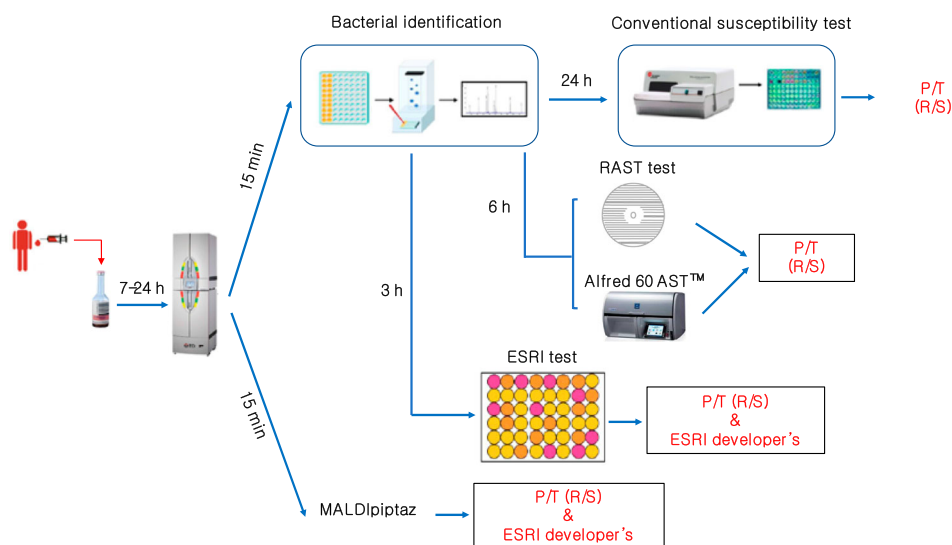 Bacterial identification
Conventional susceptibility test
15 min
24 h
P/T
(R/S)
RAST test
6 h
P/T
(R/S)
7-24 h
3 h
Alfred 60 AST™
ESRI test
15 min
P/T (R/S)
&
ESRI developer's
MALDIpiptaz
P/T (R/S)
&
ESRI developer's